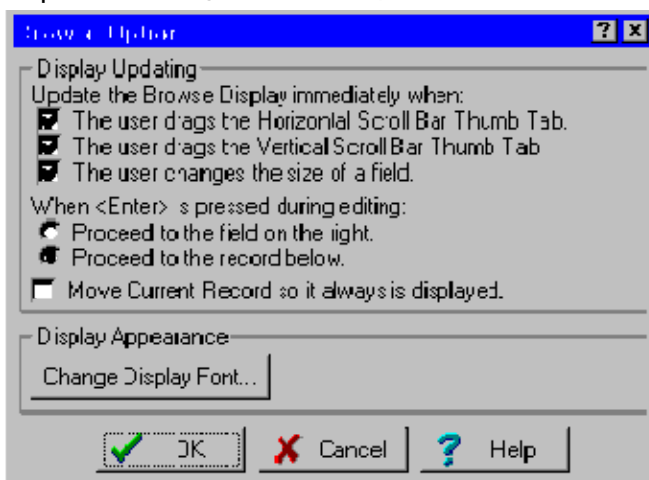 Display Updating
Update the Browse Display immediately when:
The user drags the Horizontal Scroll Bar Thumb Tab.
The user drags the Vertical Scroll Bar Thumb Tab
The user changes the size of a field.
When <Enter> is pressed during editing:
Proceed to the field on the right.
Proceed to the record below.
Move Current Record so it always is displayed.
Display Appearance
Change Display Font...
OK Cancel Help